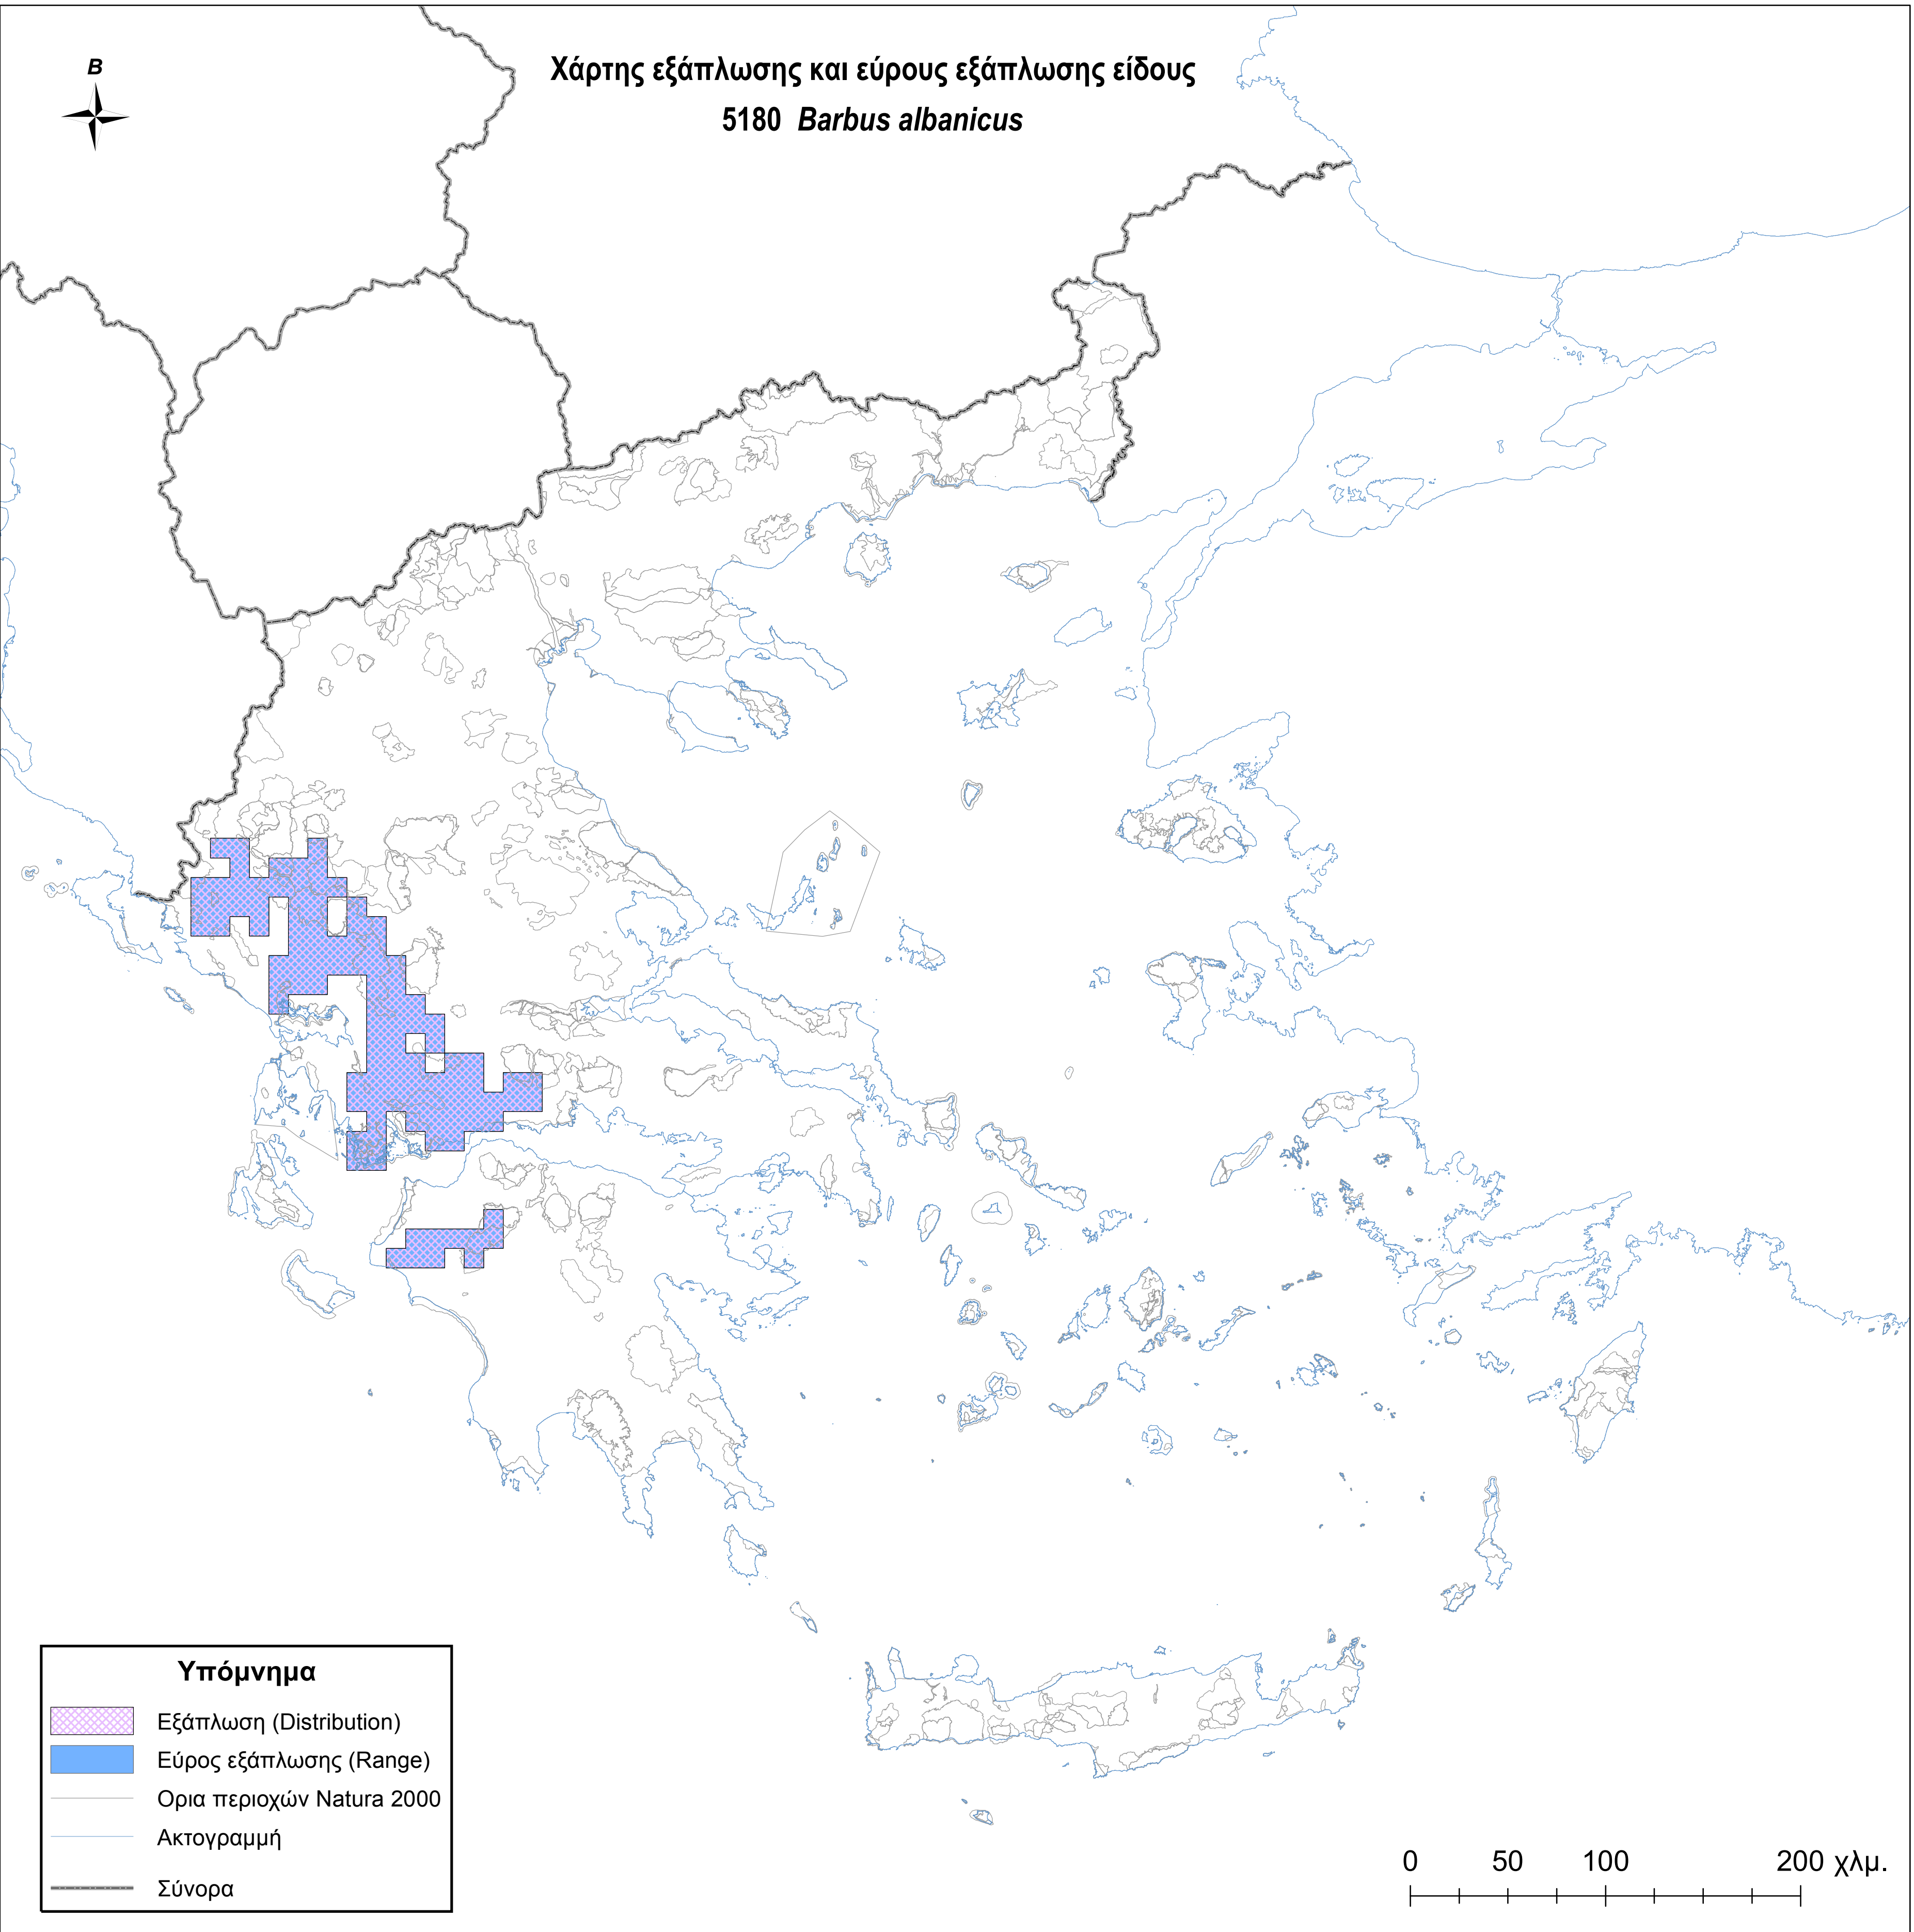 Χάρτης εξάπλωσης και εύρους εξάπλωσης είδους
5180 Barbus albanicus
Β
Υπόμνημα
Εξάπλωση (Distribution)
Εύρος εξάπλωσης (Range)
Ορια περιοχών Natura 2000
Ακτογραμμή
Σύνορα
0 50 100 200 χλμ.